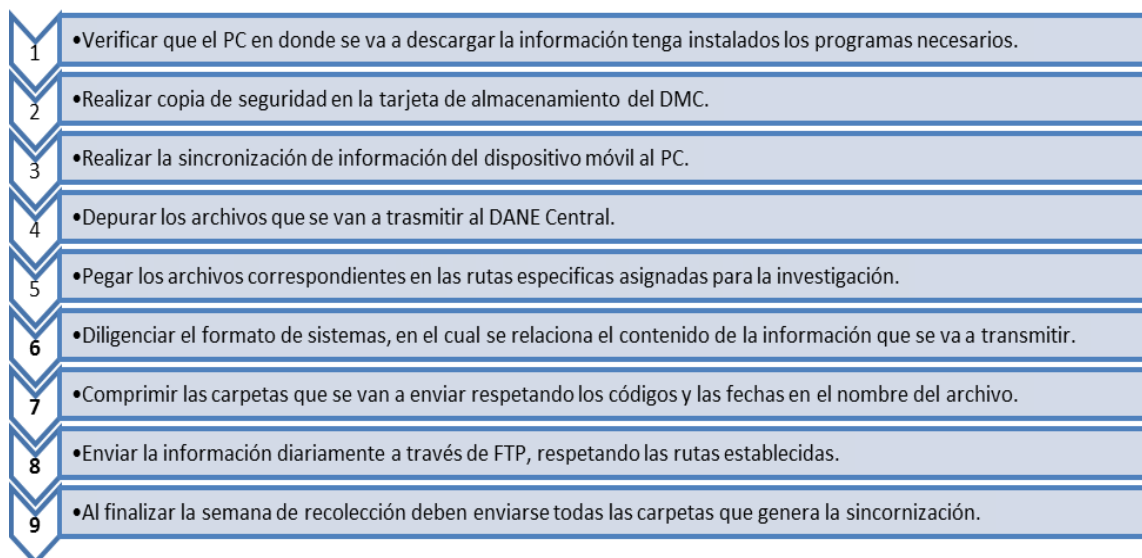 1
•Verificar que el PC en donde se va a descargar la información tenga instalados los programas necesarios.
2
•Realizar copia de seguridad en la tarjeta de almacenamiento del DMC.
3
•Realizar la sincronización de información del dispositivo móvil al PC.
4
•Depurar los archivos que se van a trasmitir al DANE Central.
5
•Pegar los archivos correspondientes en las rutas especificas asignadas para la investigación.
6
•Diligenciar el formato de sistemas, en el cual se relaciona el contenido de la información que se va a transmitir.
7
•Comprimir las carpetas que se van a enviar respetando los códigos y las fechas en el nombre del archivo.
8
•Enviar la información diariamente a través de FTP, respetando las rutas establecidas.
9
•Al finalizar la semana de recolección deben enviarse todas las carpetas que genera la sincornización.